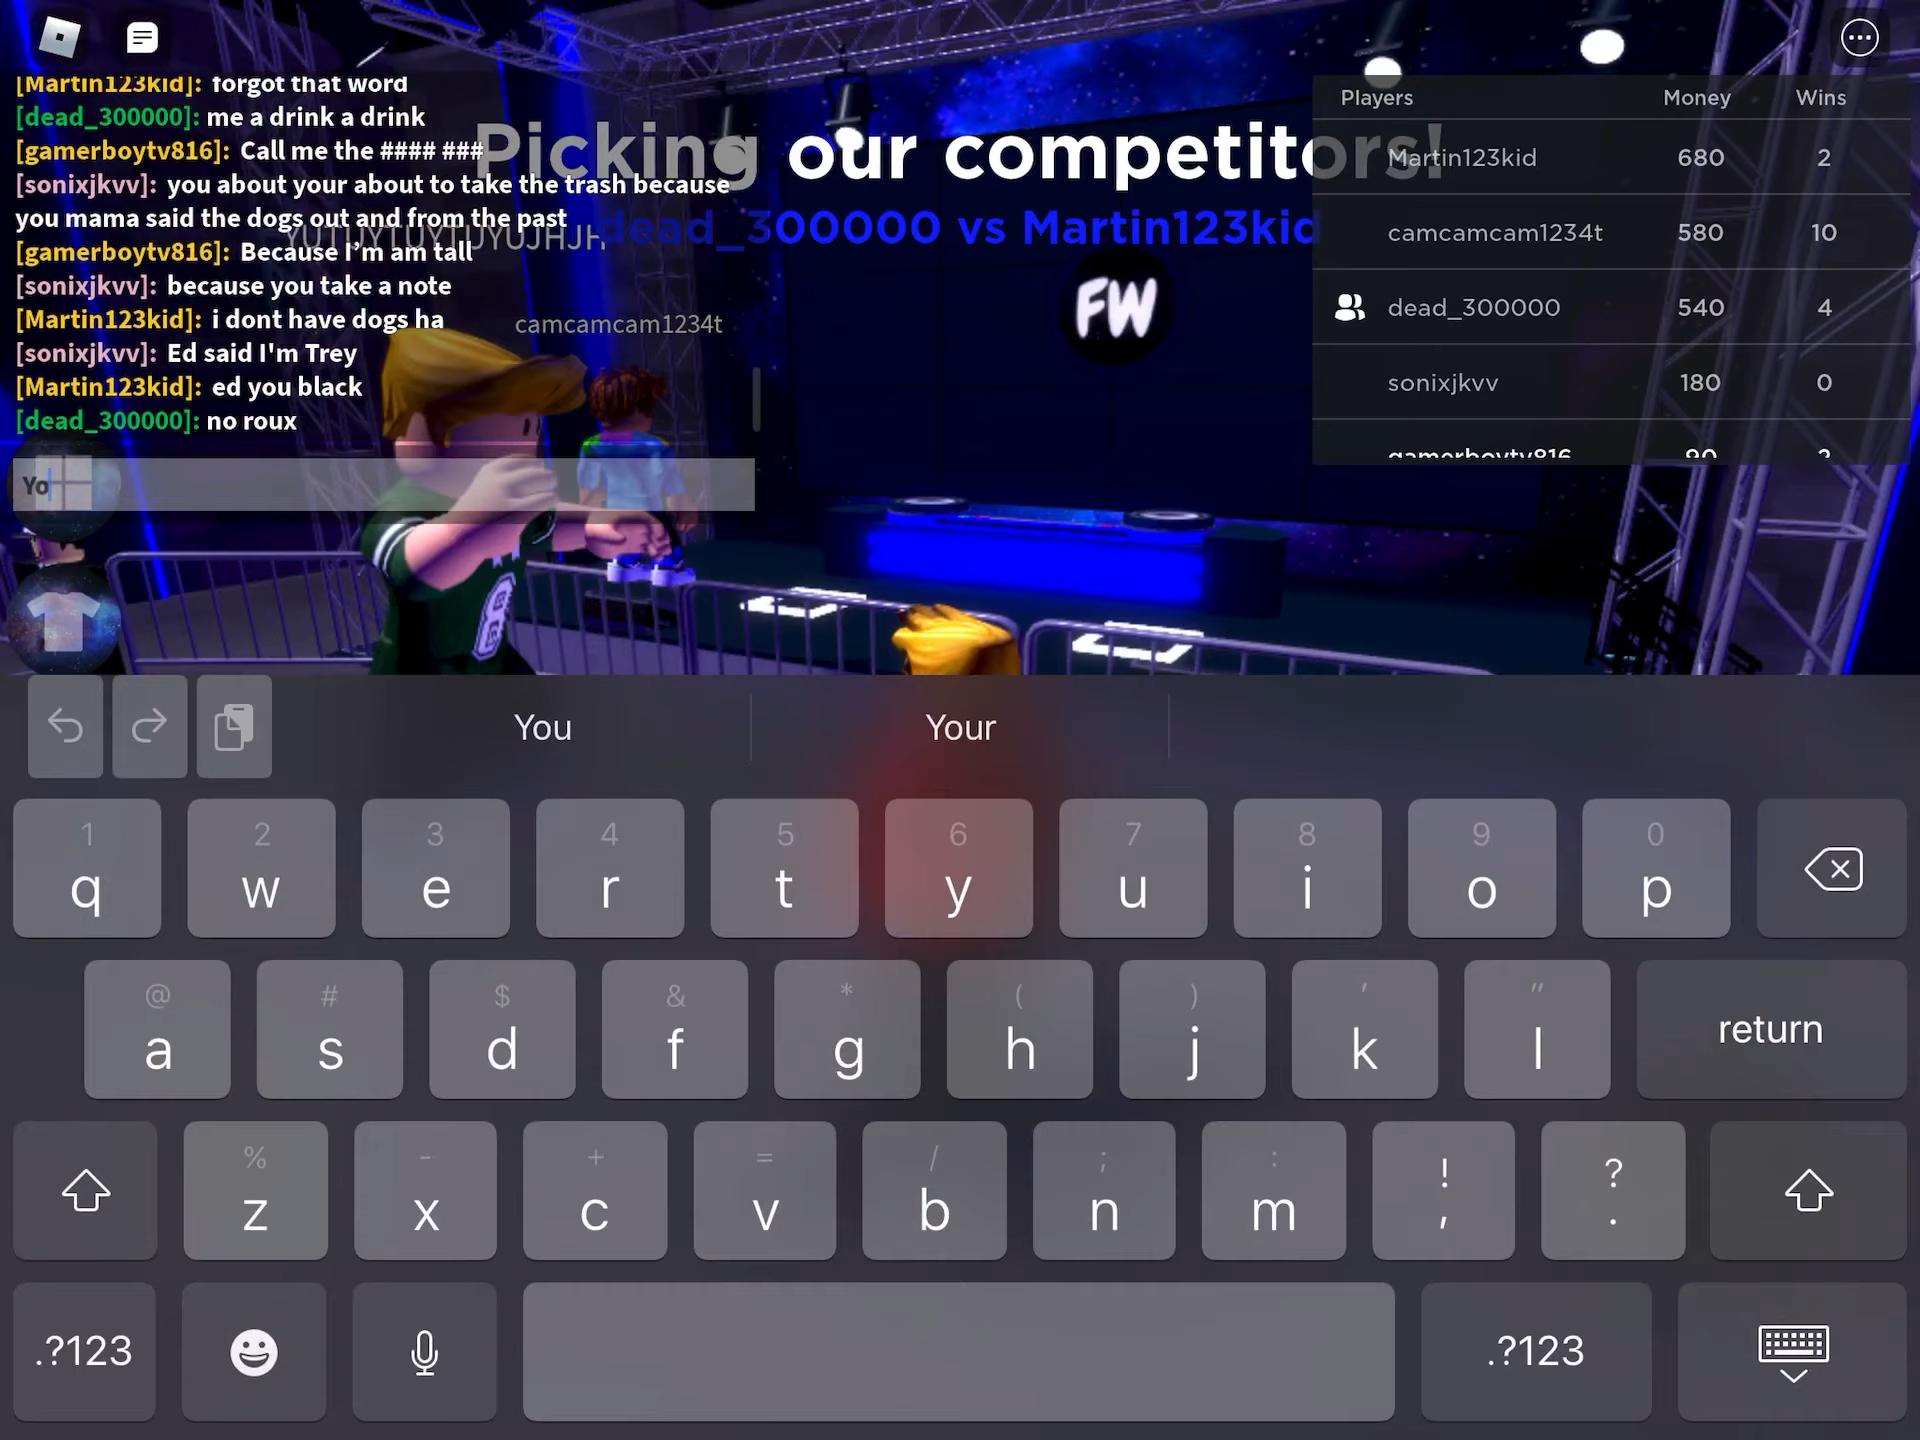 [Martin123kid]: forgot that word
[dead_300000]: me a drink a drink
[gamerboytv816]: Call me the #### ###
[sonixjkvv]: you about your about to take the trash because
you mama said the dogs out and from the past
[gamerboytv816]: Because I’m am tall
[sonixjkvv]: because you take a note
[Martin123kid]: i dont have dogs ha
[sonixjkvv]: Ed said I'm Trey
[Martin123kid]: ed you black
[dead_300000]: no roux
Yo
Picking our competitors!
dead_300000 vs Martin123kid
camcamcam1234t
FW
Players Money Wins
Martin123kid 680 2
camcamcam1234t 580 10
dead_300000 540 4
sonixjkvv 180 0
gamerboytv816 90 2
You Your
1 2 3 4 5 6 7 8 9 0
q w e r t y u i o p
@ # $ & * ( ) ' "
a s d f g h j k l return
% - + = / ; : ! ?
z x c v b n m , .
.?123 .?123